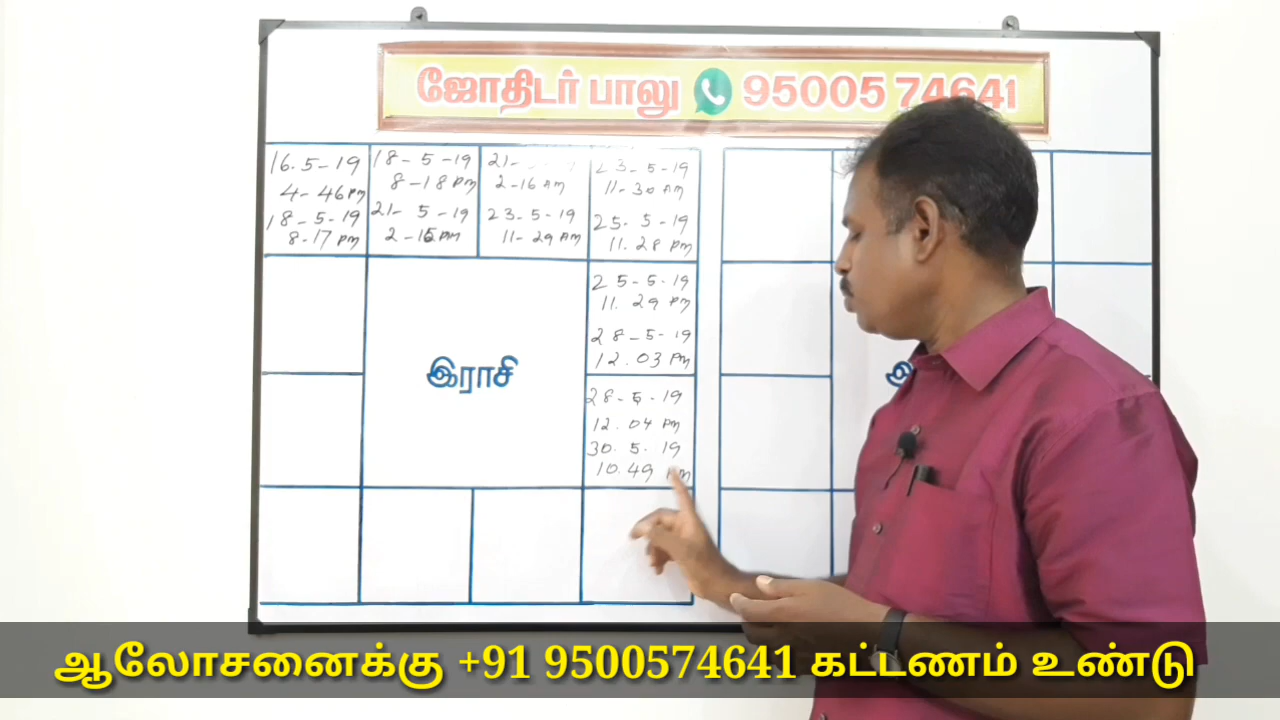 ஜோதிடர் பாலு 95005 74641
16.5-19
4-46 PM
18-5-19
8-17 PM
18-5-19
8-18 PM
21-5-19
2-15 PM
21-
2-16 AM
23-5-19
11-29 AM
23-5-19
11-30 AM
25-5-19
11.28 PM
25-5-19
11.29 PM
28-5-19
12.03 PM
28-5-19
12.04 PM
30.5.19
10.49
இராசி
ஆலோசனைக்கு +91 9500574641 கட்டணம் உண்டு